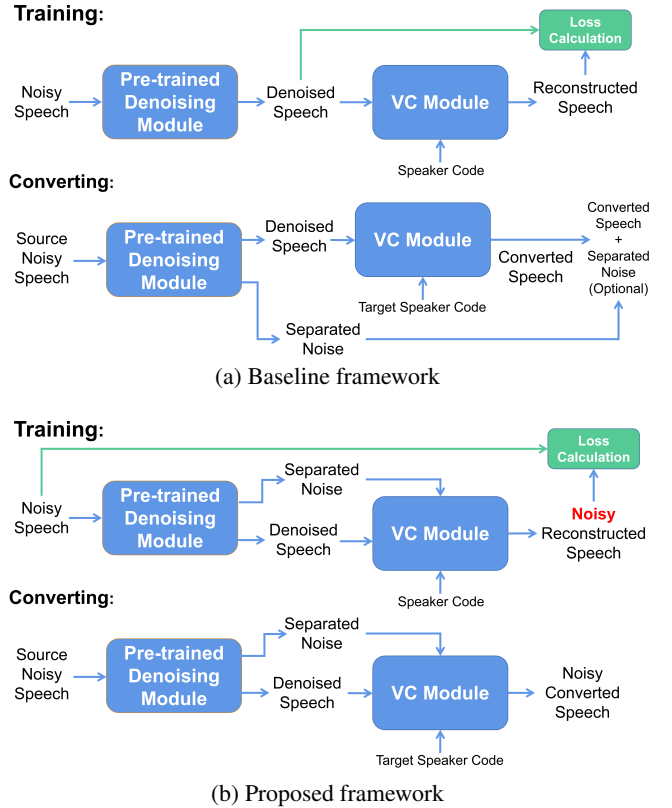 Training:
Loss
Calculation
Noisy
Speech
Pre-trained
Denoising
Module
Denoised
Speech
VC Module
Reconstructed
Speech
Speaker Code
Converting:
Source
Noisy
Speech
Pre-trained
Denoising
Module
Denoised
Speech
VC Module
Converted
Speech
Converted
Speech
+
Separated
Noise
(Optional)
Target Speaker Code
Separated
Noise
(a) Baseline framework
Training:
Loss
Calculation
Noisy
Speech
Pre-trained
Denoising
Module
Separated
Noise
Denoised
Speech
VC Module
Noisy
Reconstructed
Speech
Speaker Code
Converting:
Source
Noisy
Speech
Pre-trained
Denoising
Module
Separated
Noise
Denoised
Speech
VC Module
Noisy
Converted
Speech
Target Speaker Code
(b) Proposed framework